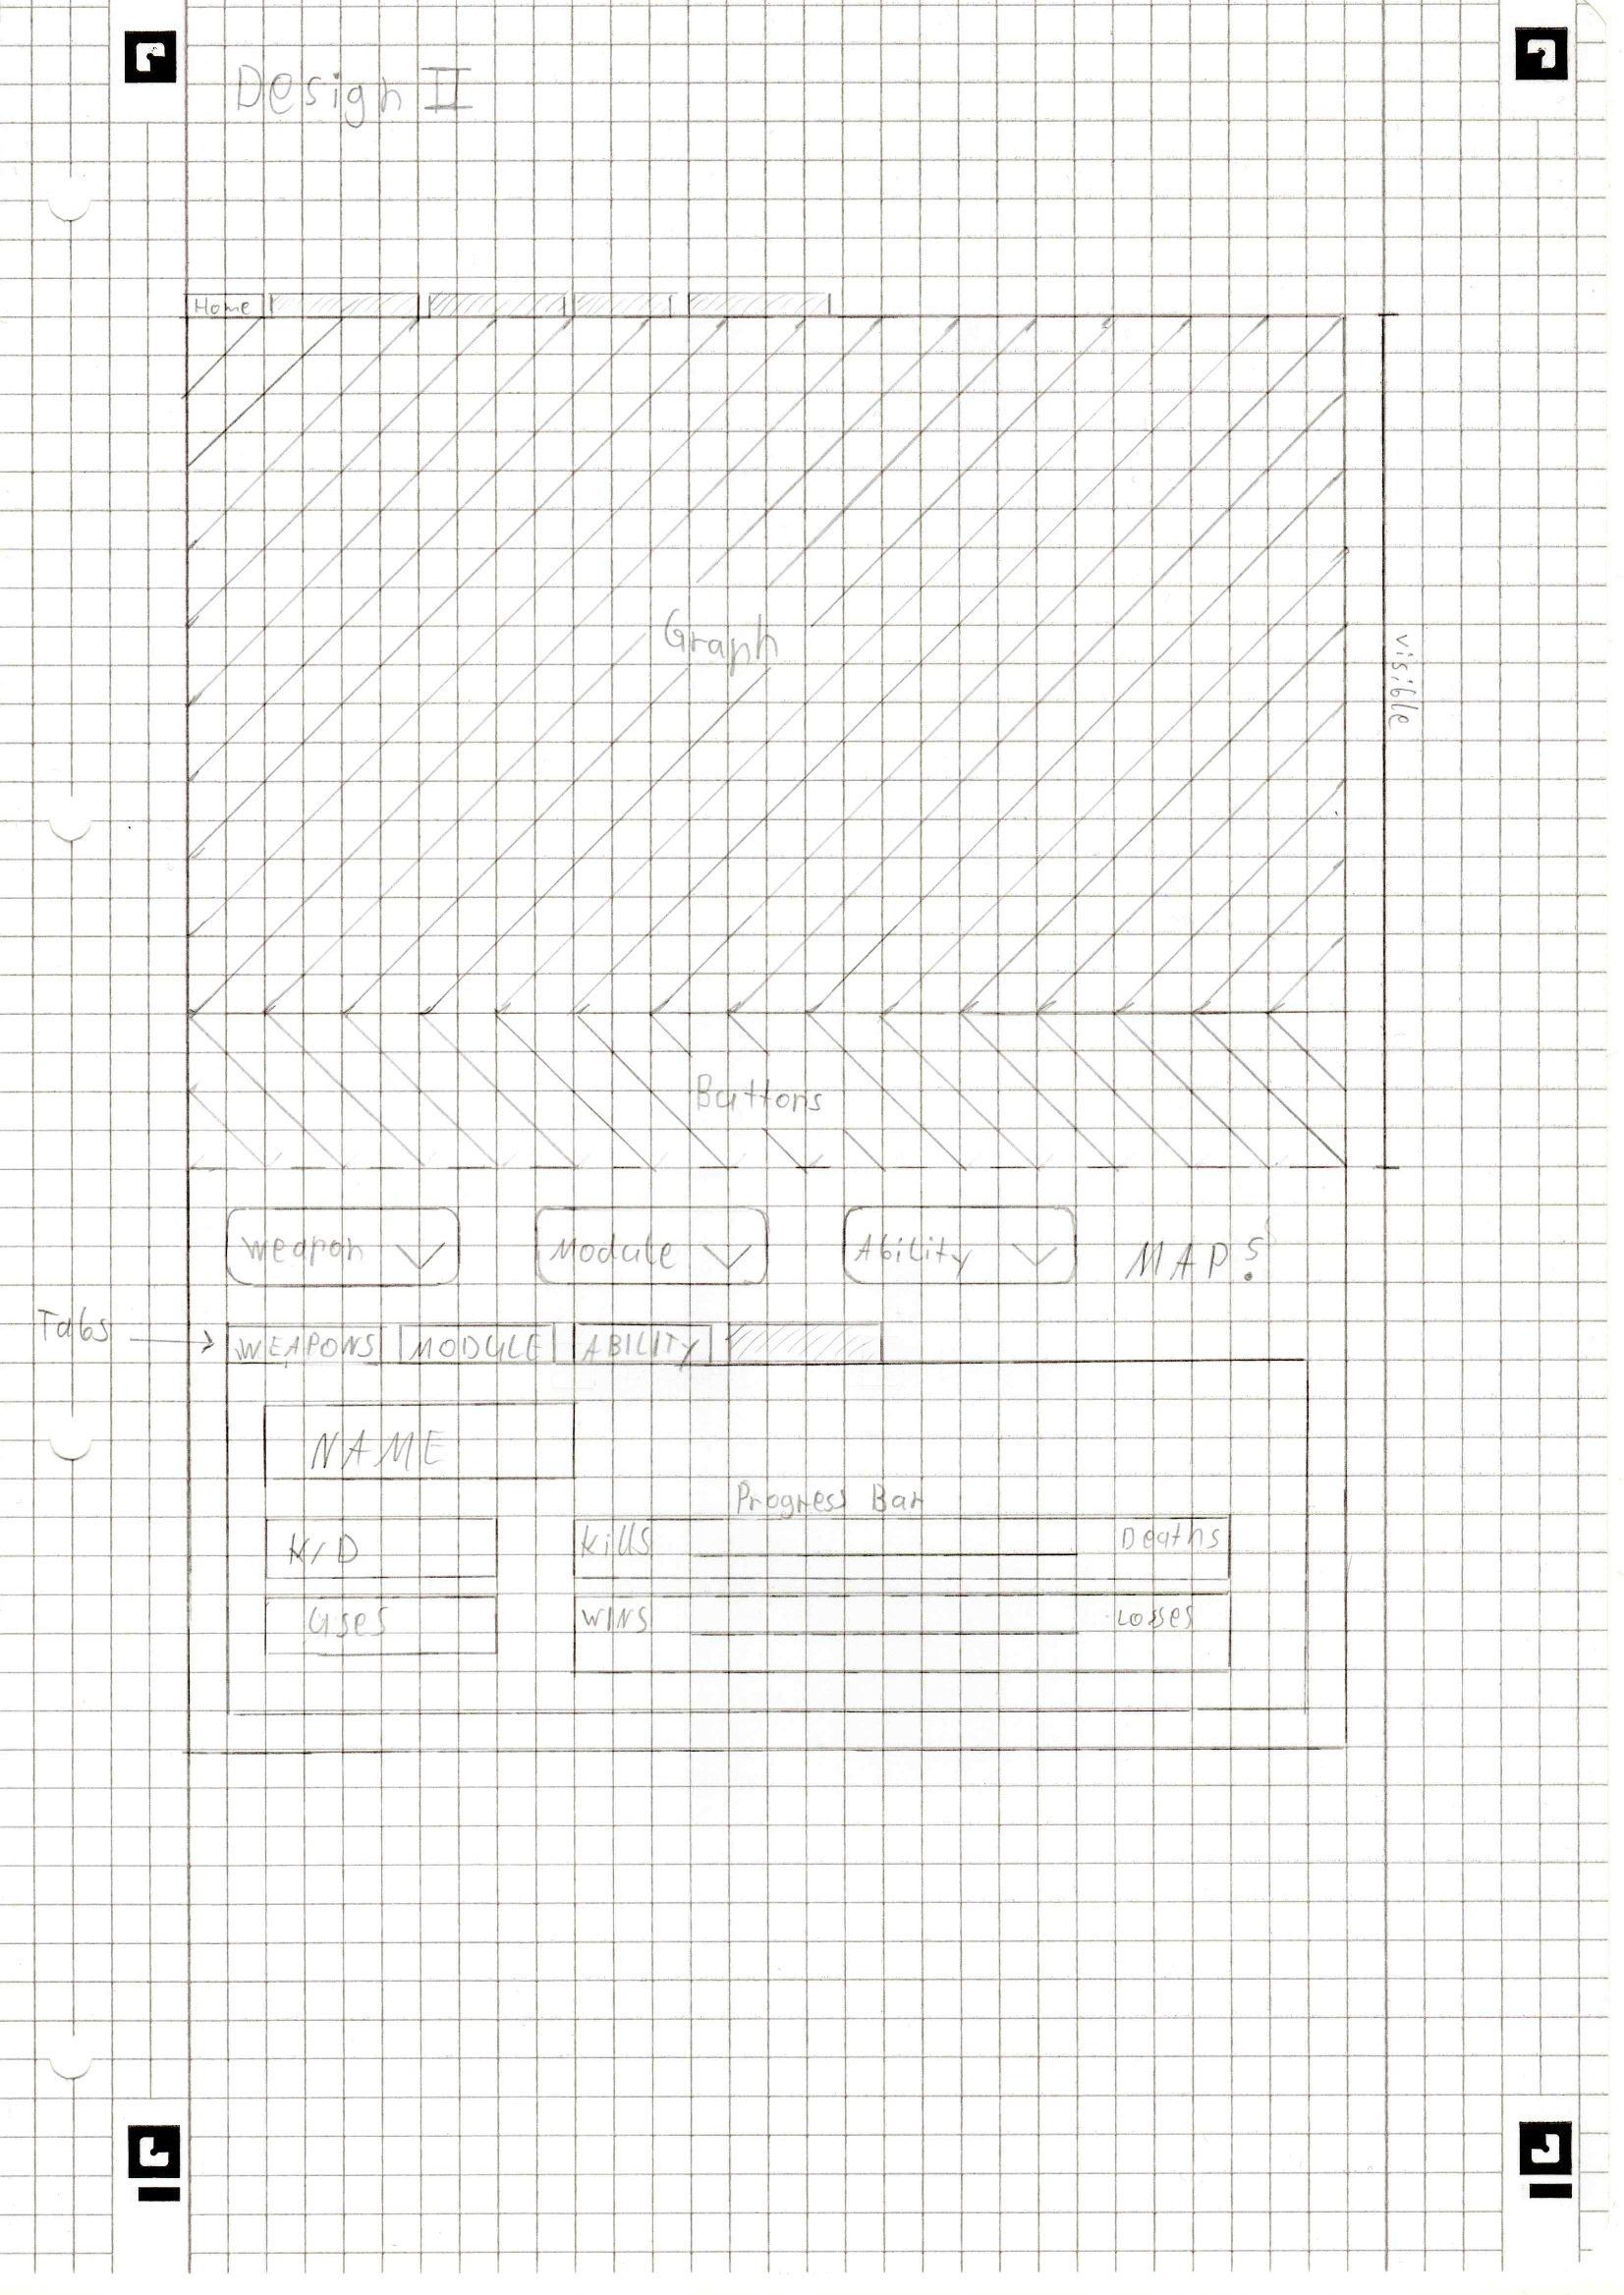 Design II
Home
Graph
visible
Buttons
Weapon
Module
Ability
MAPS?
Tabs
WEAPONS
MODULE
ABILITY
NAME
Progress Bar
K/D
Kills
Deaths
Uses
WINS
Losses